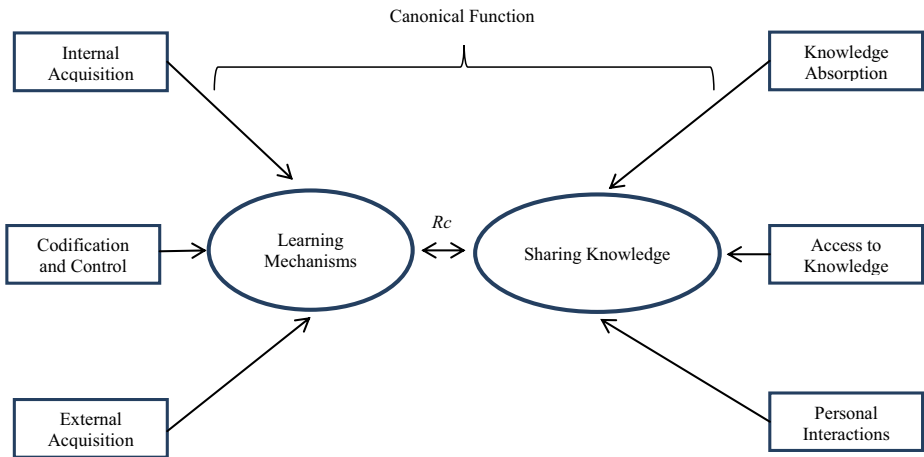 Canonical Function
Internal
Acquisition
Knowledge
Absorption
Codification
and Control
Learning
Mechanisms
Rc
Sharing Knowledge
Access to
Knowledge
External
Acquisition
Personal
Interactions